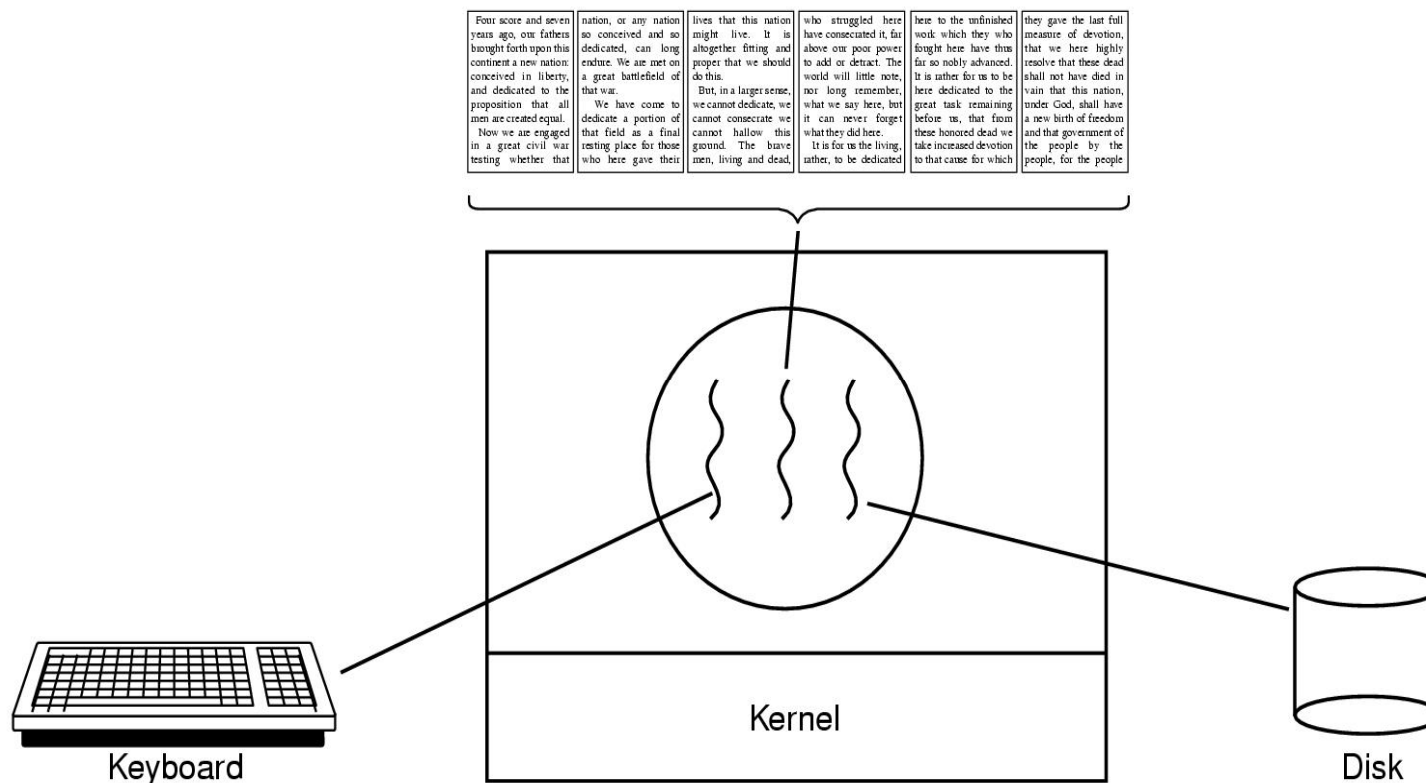 Four score and seven
years ago, our fathers
brought forth upon this
continent a new nation:
conceived in liberty,
and dedicated to the
proposition that all
men are created equal.
Now we are engaged
in a great civil war
testing whether that
nation, or any nation
so conceived and so
dedicated, can long
endure. We are met on
a great battlefield of
that war.
We have come to
dedicate a portion of
that field as a final
resting place for those
who here gave their
lives that this nation
might live. It is
altogether fitting and
proper that we should
do this.
But, in a larger sense,
we cannot dedicate, we
cannot consecrate we
cannot hallow this
ground. The brave
men, living and dead,
who struggled here
have consecrated it, far
above our poor power
to add or detract. The
world will little note,
nor long remember,
what we say here, but
it can never forget
what they did here.
It is for us the living,
rather, to be dedicated
here to the unfinished
work which they who
fought here have thus
far so nobly advanced.
It is rather for us to be
here dedicated to the
great task remaining
before us, that from
these honored dead we
take increased devotion
to that cause for which
they gave the last full
measure of devotion,
that we here highly
resolve that these dead
shall not have died in
vain that this nation,
under God, shall have
a new birth of freedom
and that government of
the people by the
people, for the people
Kernel
Keyboard
Disk